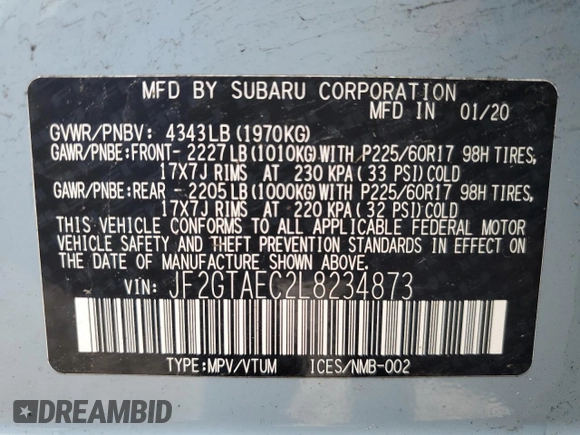 MFD BY SUBARU CORPORATION
MFD IN 01/20
GVWR/PNBV: 4343LB(1970KG)
GAWR/PNBE:FRONT- 2227LB(1010KG)WITH P225/60R17 98H TIRES,
17X7J RIMS AT 230 KPA(33 PSI)COLD
GAWR/PNBE:REAR - 2205LB(1000KG)WITH P225/60R17 98H TIRES,
17X7J RIMS AT 220 KPA(32 PSI)COLD
THIS VEHICLE CONFORMS TO ALL APPLICABLE FEDERAL MOTOR
VEHICLE SAFETY AND THEFT PREVENTION STANDARDS IN EFFECT ON
THE DATE OF MANUFACTURE SHOWN ABOVE.
VIN: JF2GTAEC2L8234873
TYPE:MPV/VTUM ICES/NMB-002
DREAMBID